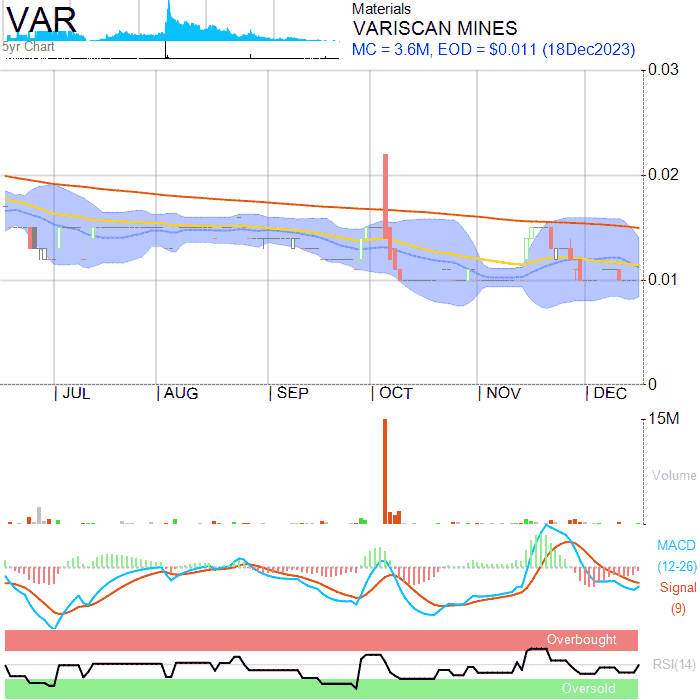 VAR
5yr Chart
Materials
VARISCAN MINES
MC = 3.6M, EOD = $0.011 (18Dec2023)
0.03
0.02
0.01
0
JUL AUG SEP OCT NOV DEC
15M
Volume
MACD
(12-26)
Signal
(9)
Overbought
RSI(14)
Oversold